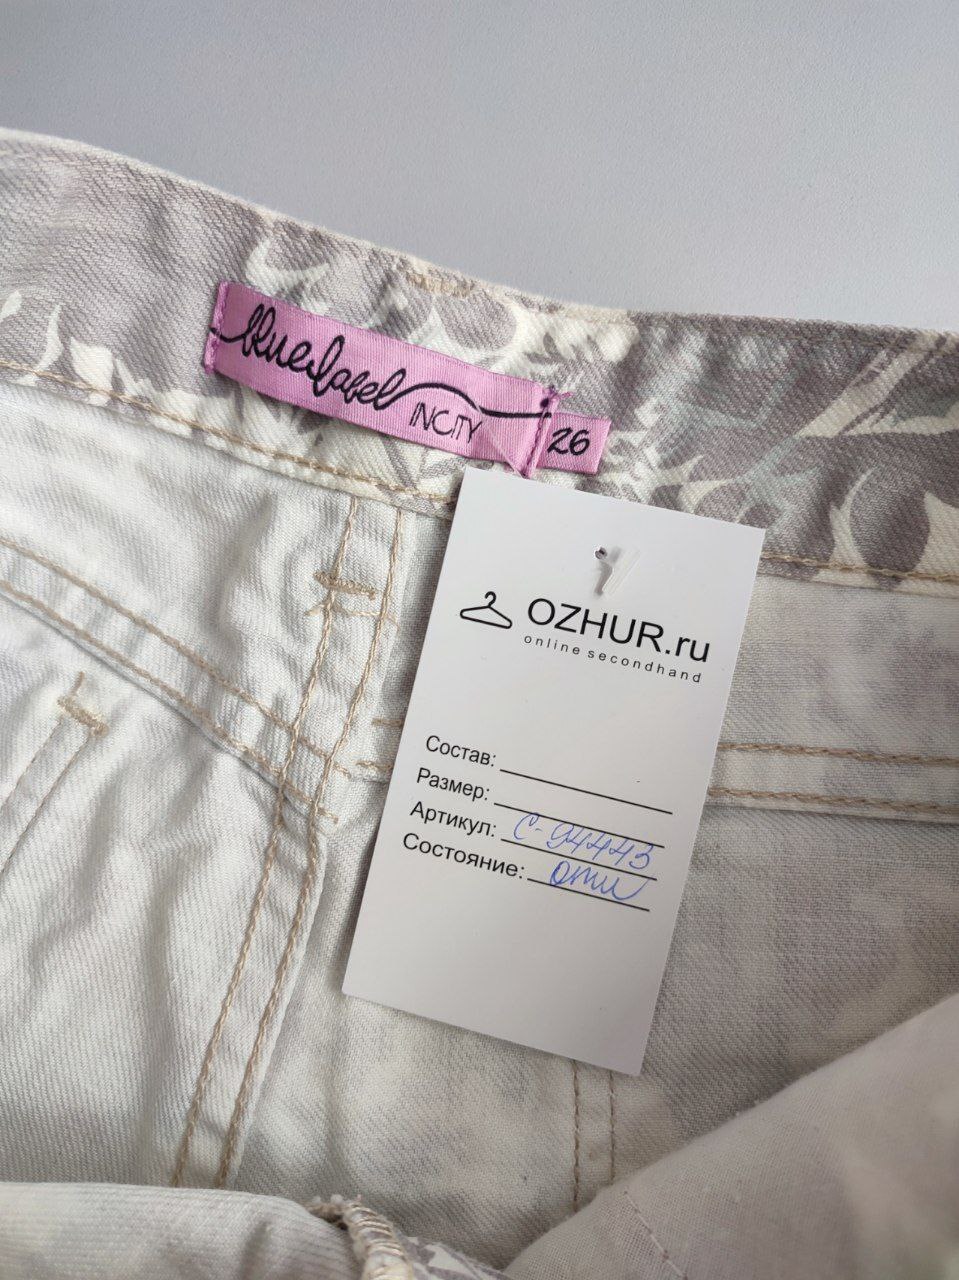 blue label
INCITY
26
OZHUR.ru
online secondhand
Состав:
Размер:
Артикул: С-94443
Состояние: отл